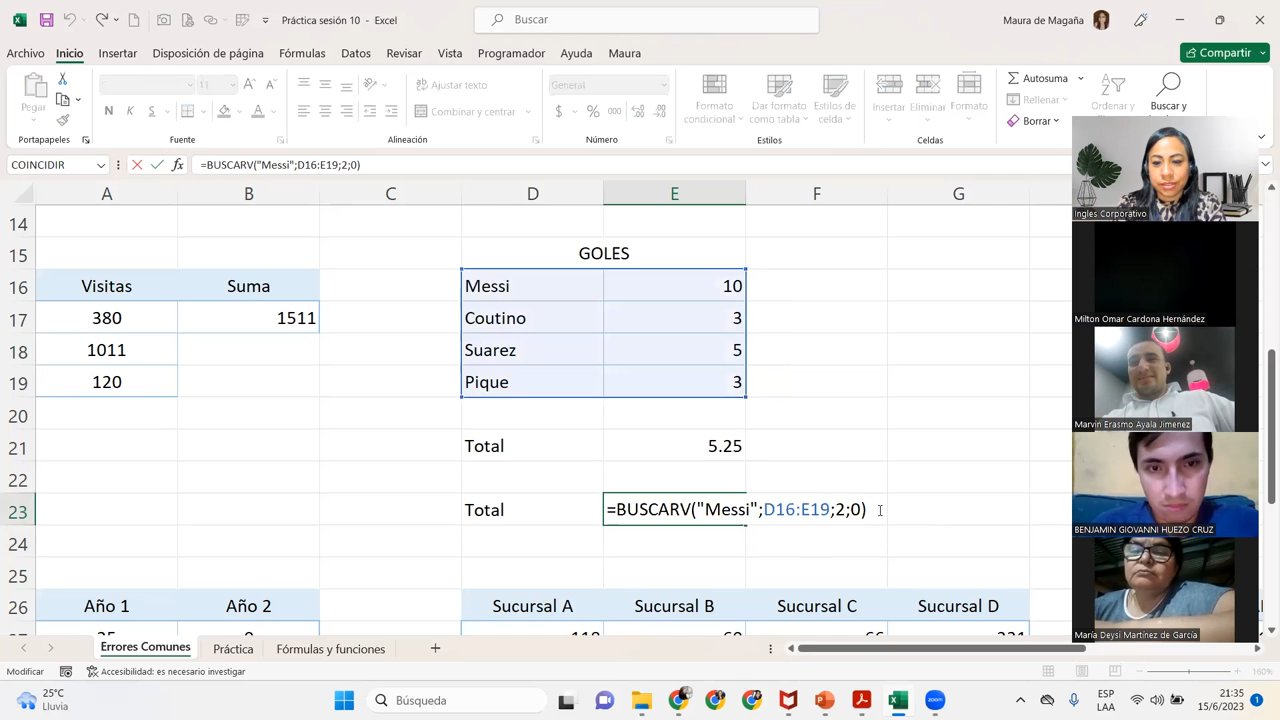 Práctica sesión 10 - Excel
Buscar
Maura de Magaña
Archivo Inicio Insertar Disposición de página Fórmulas Datos Revisar Vista Programador Ayuda Maura
Compartir
Pegar
N K S
11
A A
Ajustar texto
Combinar y centrar
General
$ % 000
Formato condicional
Dar formato como tabla
Estilos de celda
Insertar Eliminar Formato
Autosuma
Rellenar
Borrar
Ordenar y
Buscar y
Portapapeles Fuente Alineación Número Estilos Celdas
COINCIDIR fx =BUSCARV("Messi";D16:E19;2;0)
A B C D E F G
14
15 GOLES
16 Visitas Suma Messi 10
17 380 1511 Coutino 3
18 1011 Suarez 5
19 120 Pique 3
20
21 Total 5.25
22
23 Total =BUSCARV("Messi";D16:E19;2;0)
24
25
26 Año 1 Año 2 Sucursal A Sucursal B Sucursal C Sucursal D
Ingles Corporativo
Milton Omar Cardona Hernández
Marvin Erasmo Ayala Jimenez
BENJAMIN GIOVANNI HUEZO CRUZ
María Deysi Martínez de García
Errores Comunes Práctica Fórmulas y funciones
Modificar Accesibilidad: es necesario investigar 160%
25°C
Lluvia
Búsqueda
ESP
LAA
21:35
15/6/2023